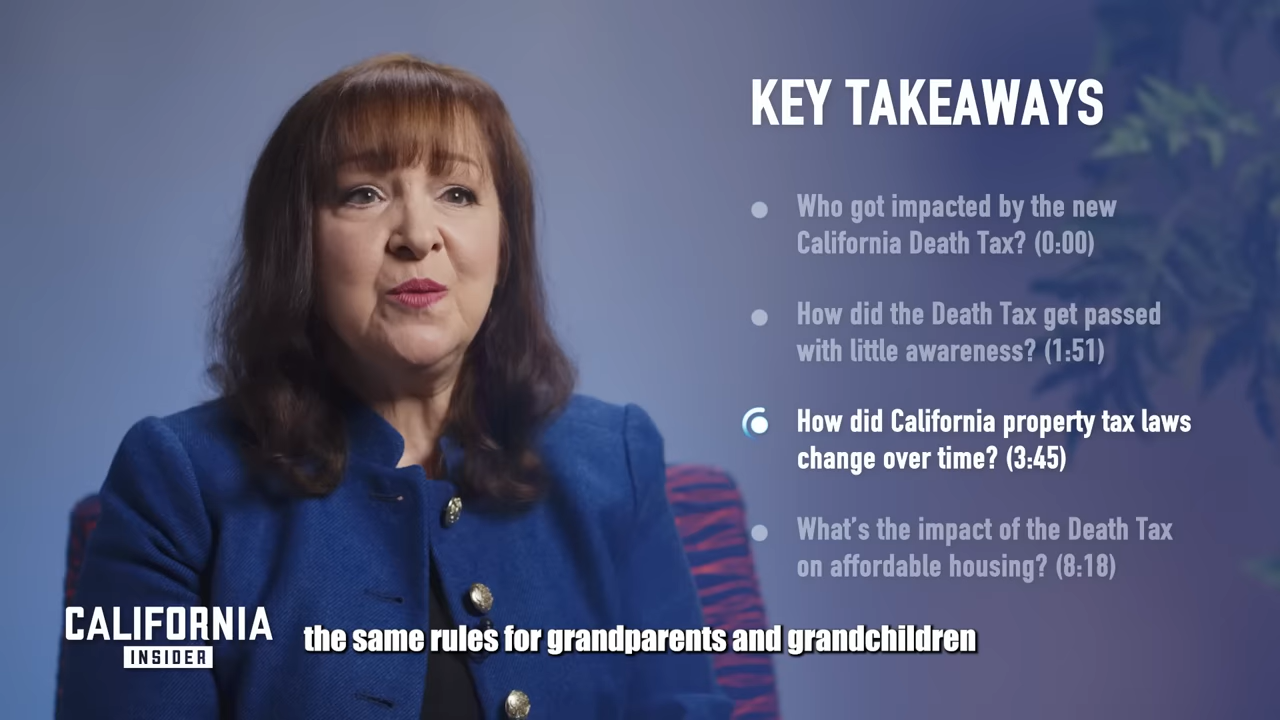 KEY TAKEAWAYS
Who got impacted by the new
California Death Tax? (0:00)
How did the Death Tax get passed
with little awareness? (1:51)
How did California property tax laws
change over time? (3:45)
What's the impact of the Death Tax
on affordable housing? (8:18)
CALIFORNIA
INSIDER
the same rules for grandparents and grandchildren